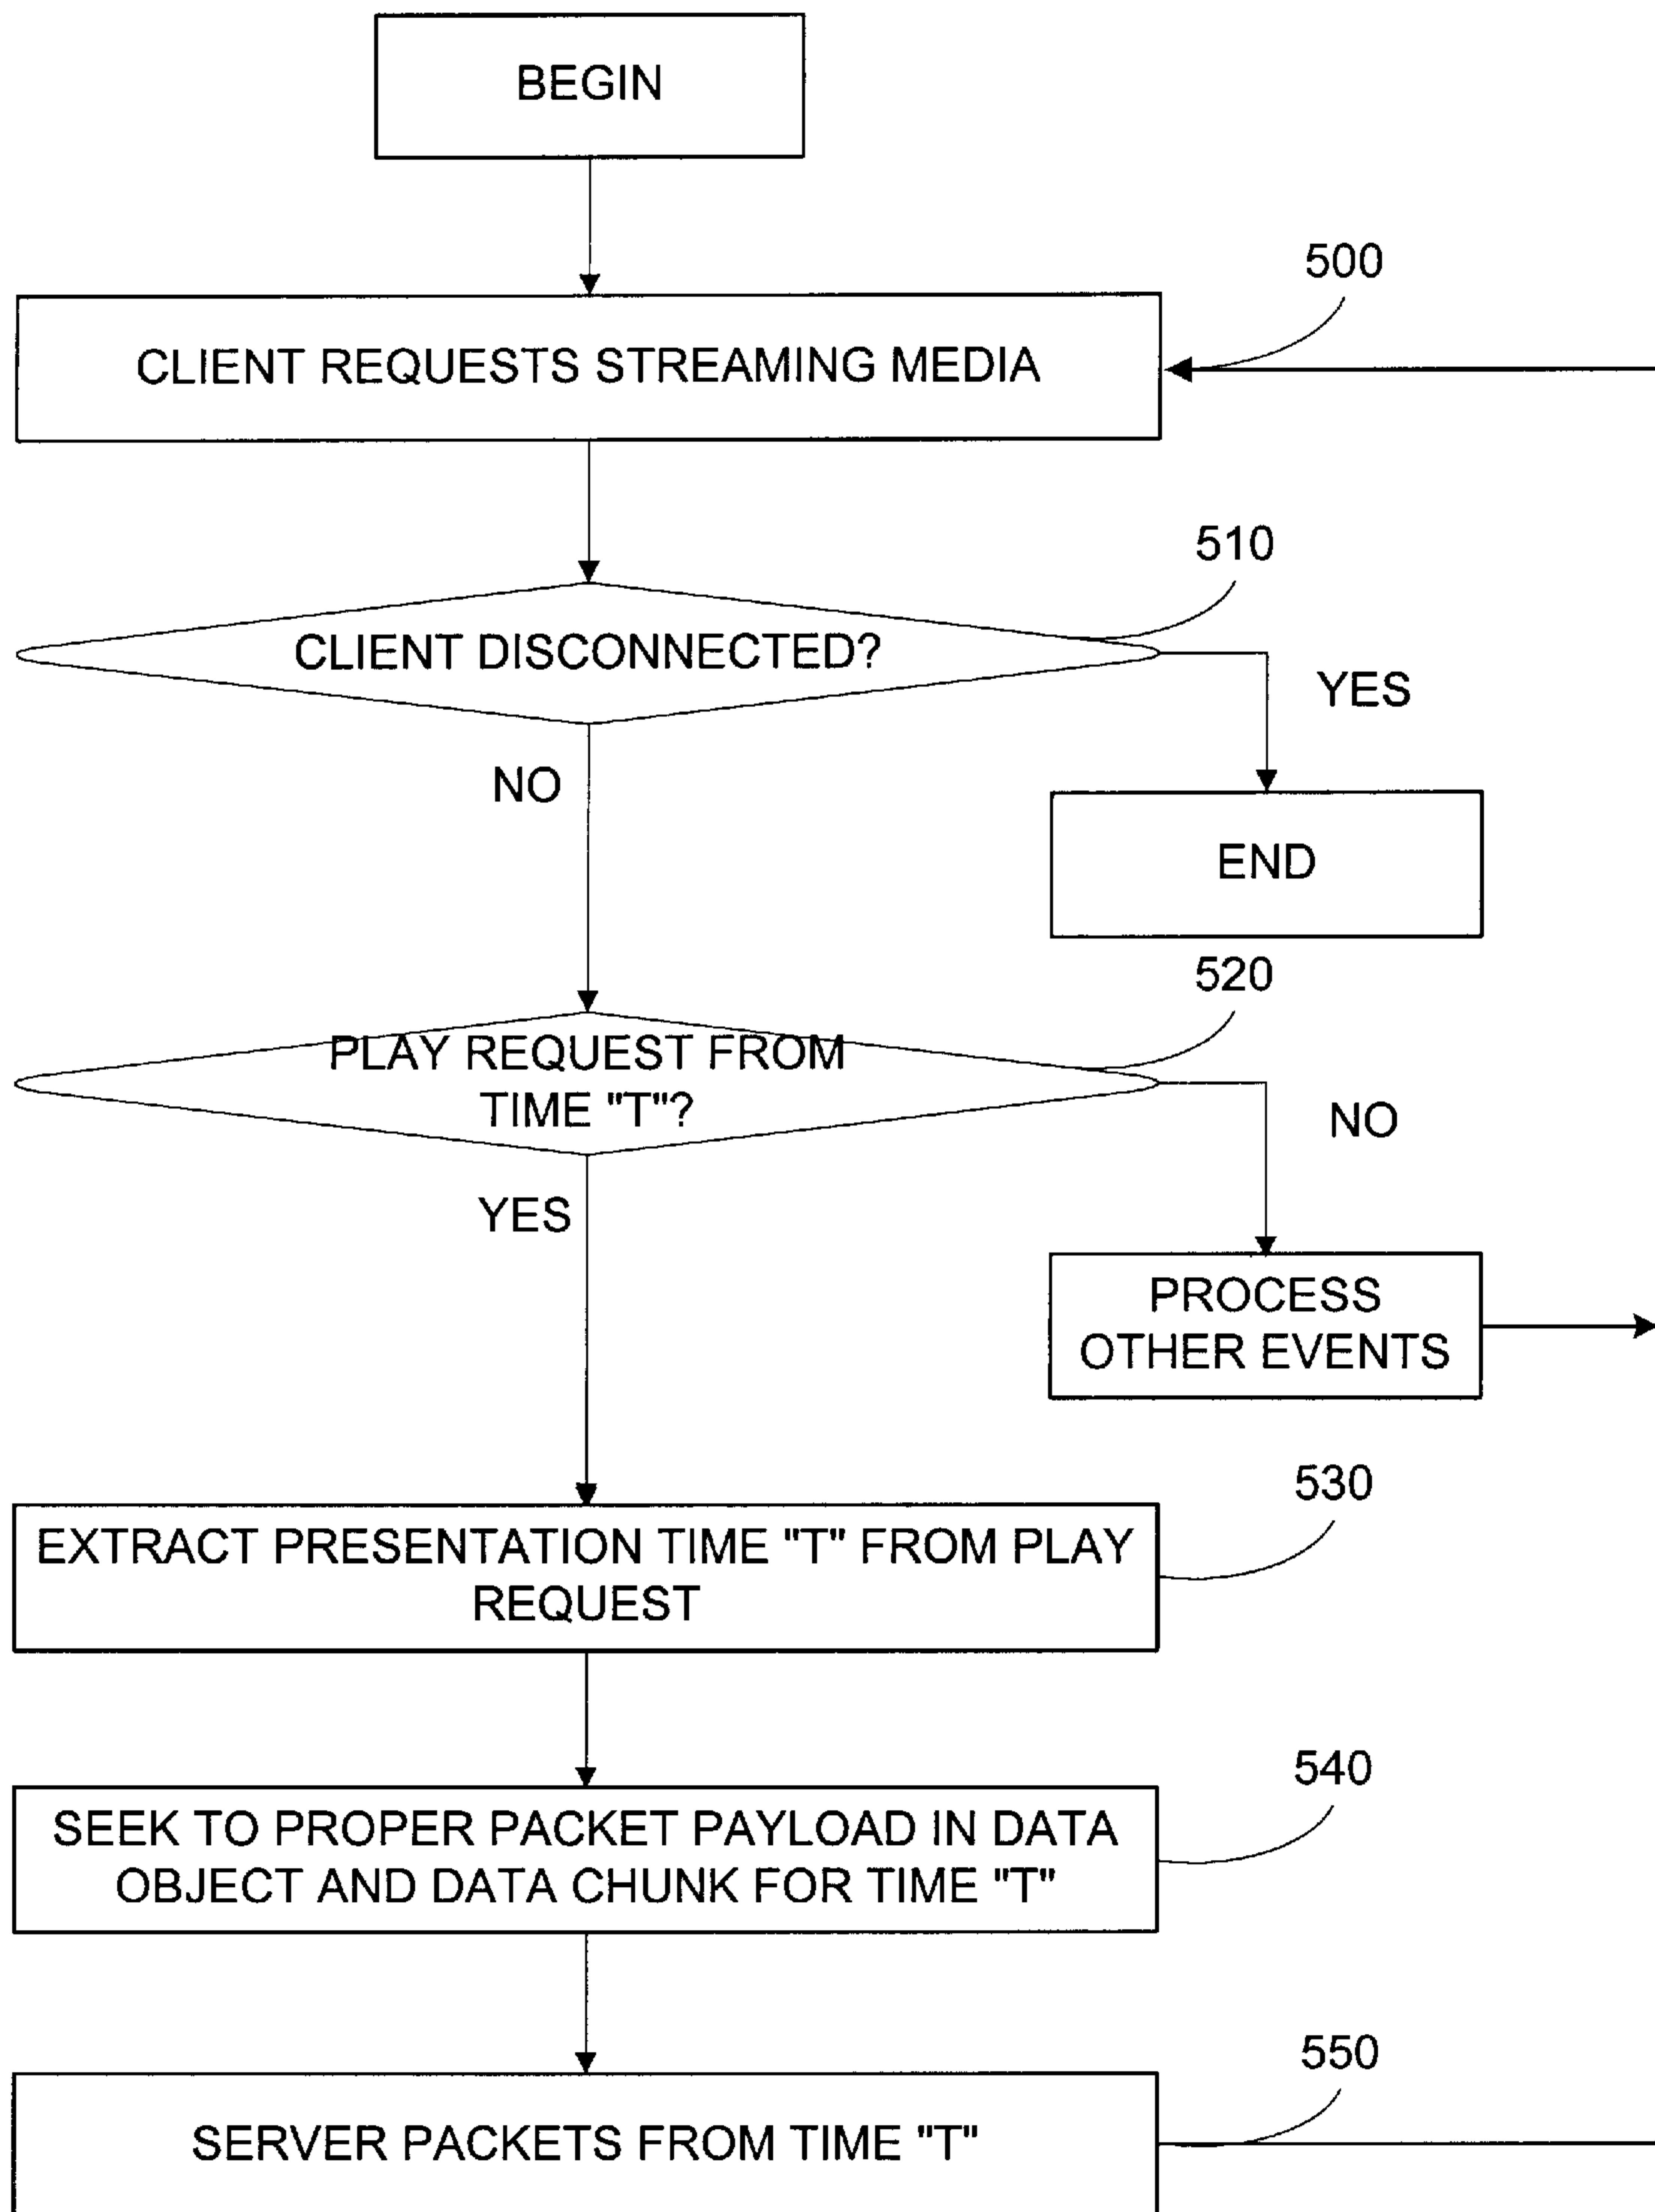 BEGIN
500
CLIENT REQUESTS STREAMING MEDIA
510
CLIENT DISCONNECTED?
YES
NO
END
520
PLAY REQUEST FROM
TIME "T"?
NO
YES
PROCESS
OTHER EVENTS
530
EXTRACT PRESENTATION TIME "T" FROM PLAY
REQUEST
540
SEEK TO PROPER PACKET PAYLOAD IN DATA
OBJECT AND DATA CHUNK FOR TIME "T"
550
SERVER PACKETS FROM TIME "T"